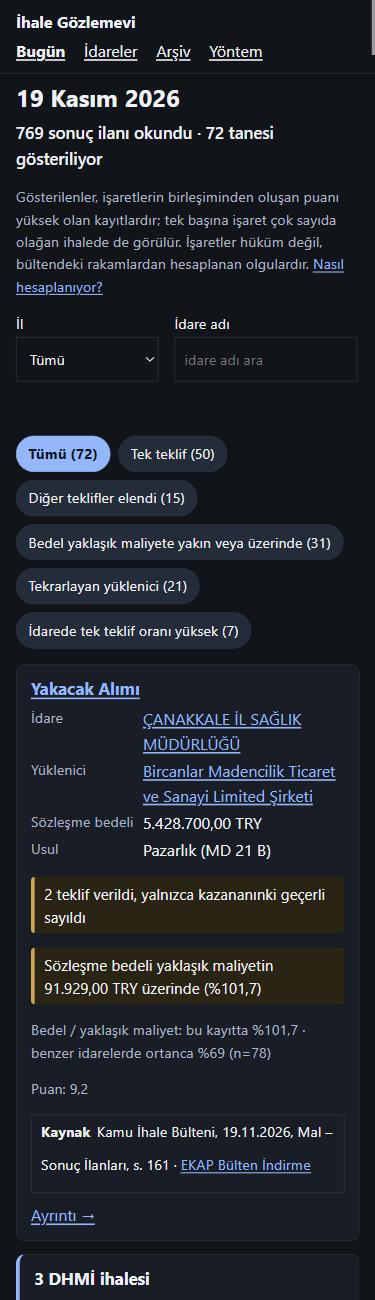 İhale Gözlemevi
Bugün İdareler Arşiv Yöntem
19 Kasım 2026
769 sonuç ilanı okundu · 72 tanesi
gösteriliyor
Gösterilenler, işaretlerin birleşiminden oluşan puanı
yüksek olan kayıtlardır; tek başına işaret çok sayıda
olağan ihalede de görülür. İşaretler hüküm değil,
bültendeki rakamlardan hesaplanan olgulardır. Nasıl
hesaplanıyor?
İl İdare adı
Tümü idare adı ara
Tümü (72) Tek teklif (50)
Diğer teklifler elendi (15)
Bedel yaklaşık maliyete yakın veya üzerinde (31)
Tekrarlayan yüklenici (21)
İdarede tek teklif oranı yüksek (7)
Yakacak Alımı
İdare ÇANAKKALE İL SAĞLIK
MÜDÜRLÜĞÜ
Yüklenici Bircanlar Madencilik Ticaret
ve Sanayi Limited Şirketi
Sözleşme bedeli 5.428.700,00 TRY
Usul Pazarlık (MD 21 B)
2 teklif verildi, yalnızca kazananınki geçerli
sayıldı
Sözleşme bedeli yaklaşık maliyetin
91.929,00 TRY üzerinde (%101,7)
Bedel / yaklaşık maliyet: bu kayıtta %101,7 ·
benzer idarelerde ortanca %69 (n=78)
Puan: 9,2
Kaynak Kamu İhale Bülteni, 19.11.2026, Mal –
Sonuç İlanları, s. 161 · EKAP Bülten İndirme
Ayrıntı →
3 DHMİ ihalesi